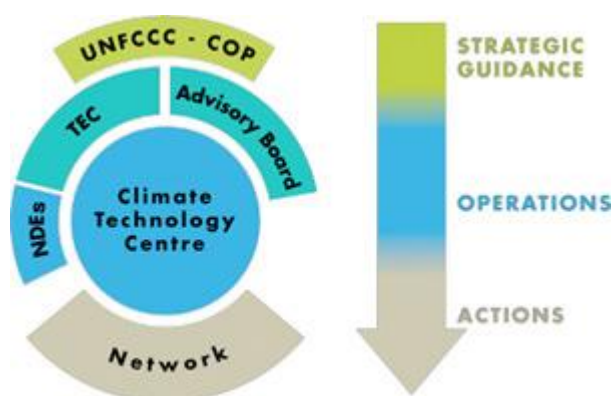 UNFCCC - COP
TEC
Advisory Board
NDEs
Climate
Technology
Centre
Network
STRATEGIC
GUIDANCE
OPERATIONS
ACTIONS